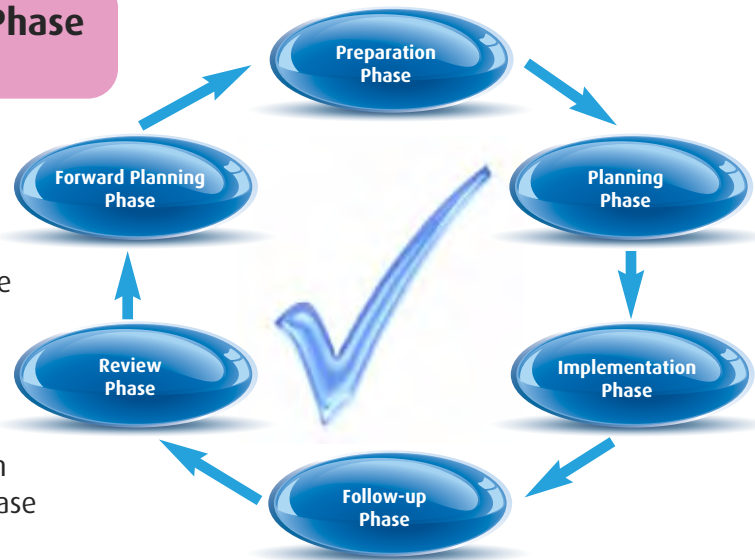 Phase
Preparation
Phase
Forward Planning
Phase
Planning
Phase
Review
Phase
Implementation
Phase
Follow-up
Phase